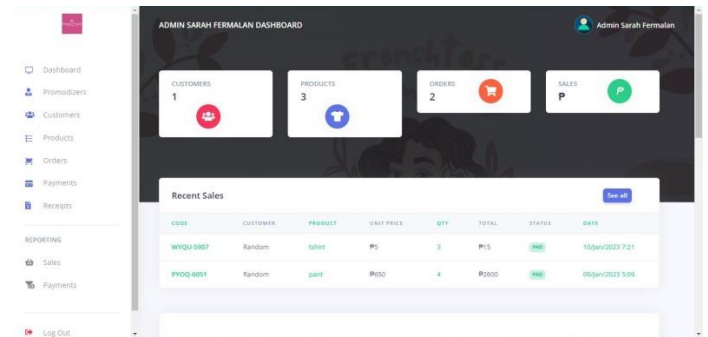 ADMIN SARAH FERMALAN DASHBOARD
Admin Sarah Fermalan
Dashboard
Promodizers
Customers
Products
Orders
Payments
Receipts
REPORTING
Sales
Payments
Log Out
CUSTOMERS
1
PRODUCTS
3
ORDERS
2
SALES
₱
Recent Sales
See all
CODE CUSTOMER PRODUCT UNIT PRICE QTY TOTAL STATUS DATE
WYQU-5907 Random tshirt ₱5 3 ₱15 PAID 10/Jan/2023 7:21
PYOQ-6051 Random pant ₱650 4 ₱2600 PAID 09/Jan/2023 5:09